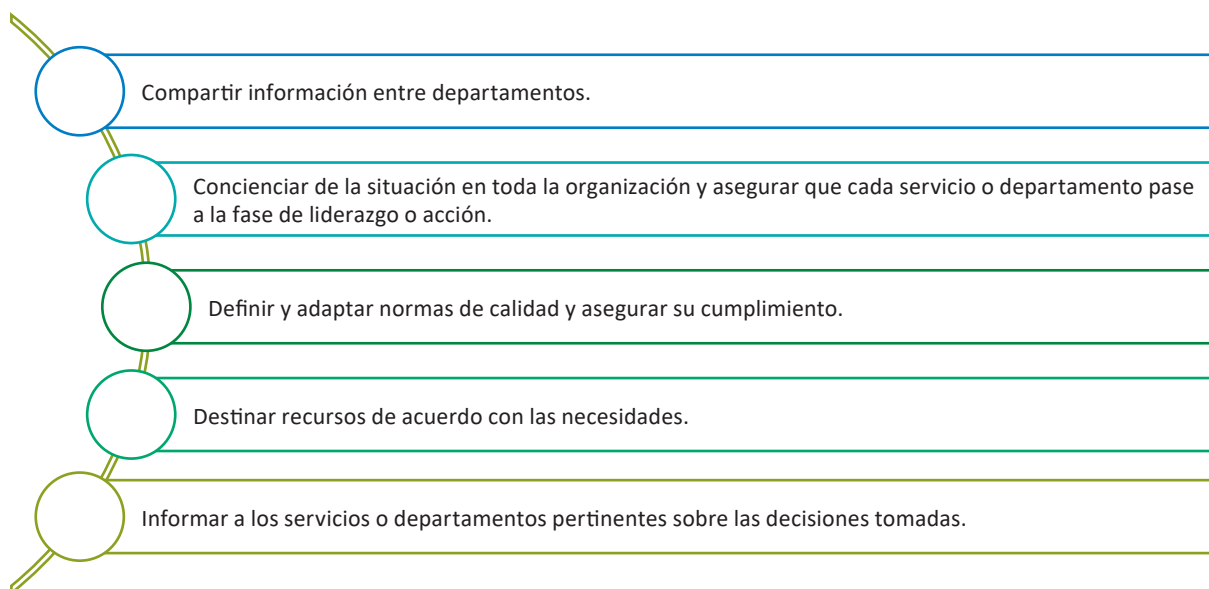 Compartir información entre departamentos.
Concienciar de la situación en toda la organización y asegurar que cada servicio o departamento pase
a la fase de liderazgo o acción.
Definir y adaptar normas de calidad y asegurar su cumplimiento.
Destinar recursos de acuerdo con las necesidades.
Informar a los servicios o departamentos pertinentes sobre las decisiones tomadas.